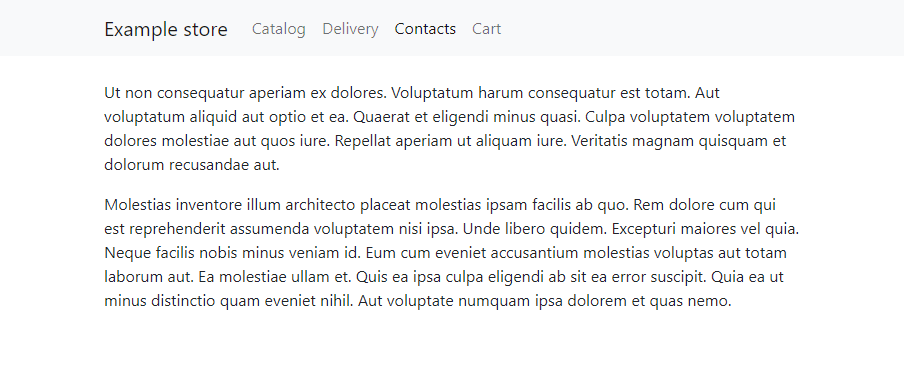 Example store Catalog Delivery Contacts Cart
Ut non consequatur aperiam ex dolores. Voluptatum harum consequatur est totam. Aut
voluptatum aliquid aut optio et ea. Quaerat et eligendi minus quasi. Culpa voluptatem voluptatem
dolores molestiae aut quos iure. Repellat aperiam ut aliquam iure. Veritatis magnam quisquam et
dolorum recusandae aut.
Molestias inventore illum architecto placeat molestias ipsam facilis ab quo. Rem dolore cum qui
est reprehenderit assumenda voluptatem nisi ipsa. Unde libero quidem. Excepturi maiores vel quia.
Neque facilis nobis minus veniam id. Eum cum eveniet accusantium molestias voluptas aut totam
laborum aut. Ea molestiae ullam et. Quis ea ipsa culpa eligendi ab sit ea error suscipit. Quia ea ut
minus distinctio quam eveniet nihil. Aut voluptate numquam ipsa dolorem et quas nemo.